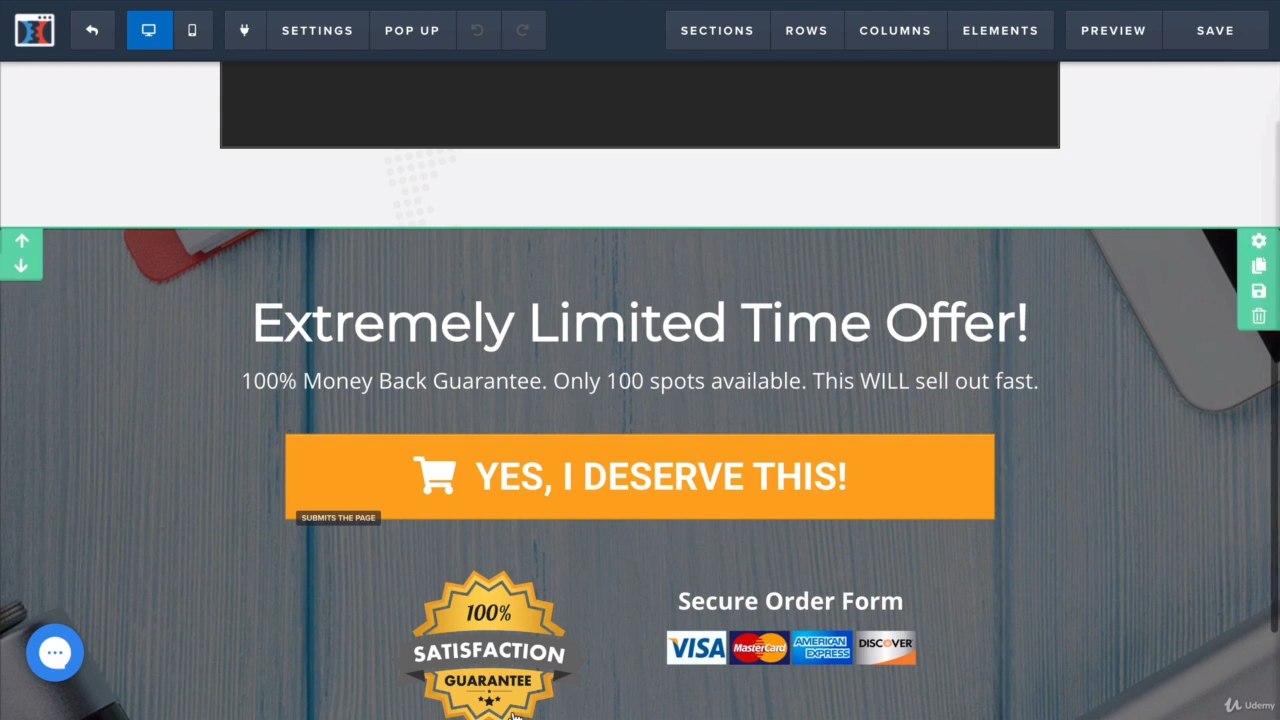 SETTINGS
POP UP
SECTIONS
ROWS
COLUMNS
ELEMENTS
PREVIEW
SAVE
Extremely Limited Time Offer!
100% Money Back Guarantee. Only 100 spots available. This WILL sell out fast.
YES, I DESERVE THIS!
SUBMITS THE PAGE
100%
SATISFACTION
GUARANTEE
Secure Order Form
VISA
MasterCard
AMERICAN
EXPRESS
DISCOVER
Udemy